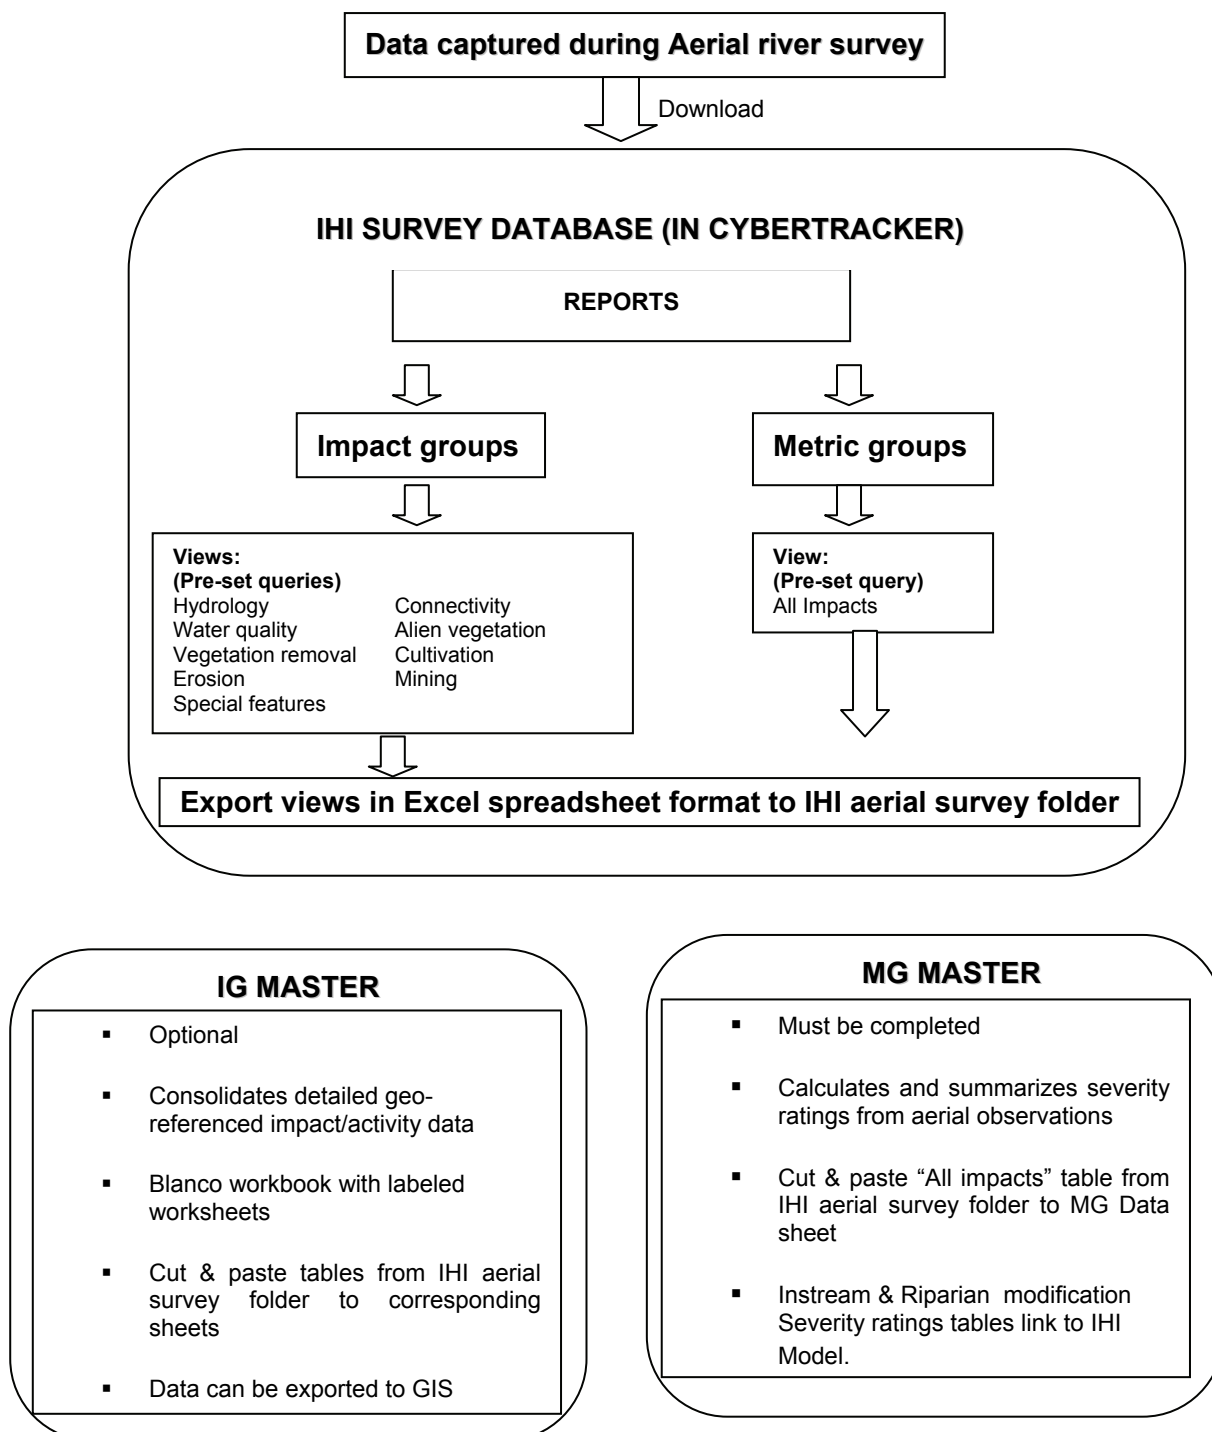 Data captured during Aerial river survey
Download
IHI SURVEY DATABASE (IN CYBERTRACKER)
REPORTS
Impact groups
Metric groups
Views:
(Pre-set queries)
Hydrology
Water quality
Vegetation removal
Erosion
Special features
Connectivity
Alien vegetation
Cultivation
Mining
View:
(Pre-set query)
All Impacts
Export views in Excel spreadsheet format to IHI aerial survey folder
IG MASTER
▪ Optional
▪ Consolidates detailed geo-
referenced impact/activity data
▪ Blanco workbook with labeled
worksheets
▪ Cut & paste tables from IHI aerial
survey folder to corresponding
sheets
▪ Data can be exported to GIS
MG MASTER
▪ Must be completed
▪ Calculates and summarizes severity
ratings from aerial observations
▪ Cut & paste “All impacts” table from
IHI aerial survey folder to MG Data
sheet
▪ Instream & Riparian modification
Severity ratings tables link to IHI
Model.